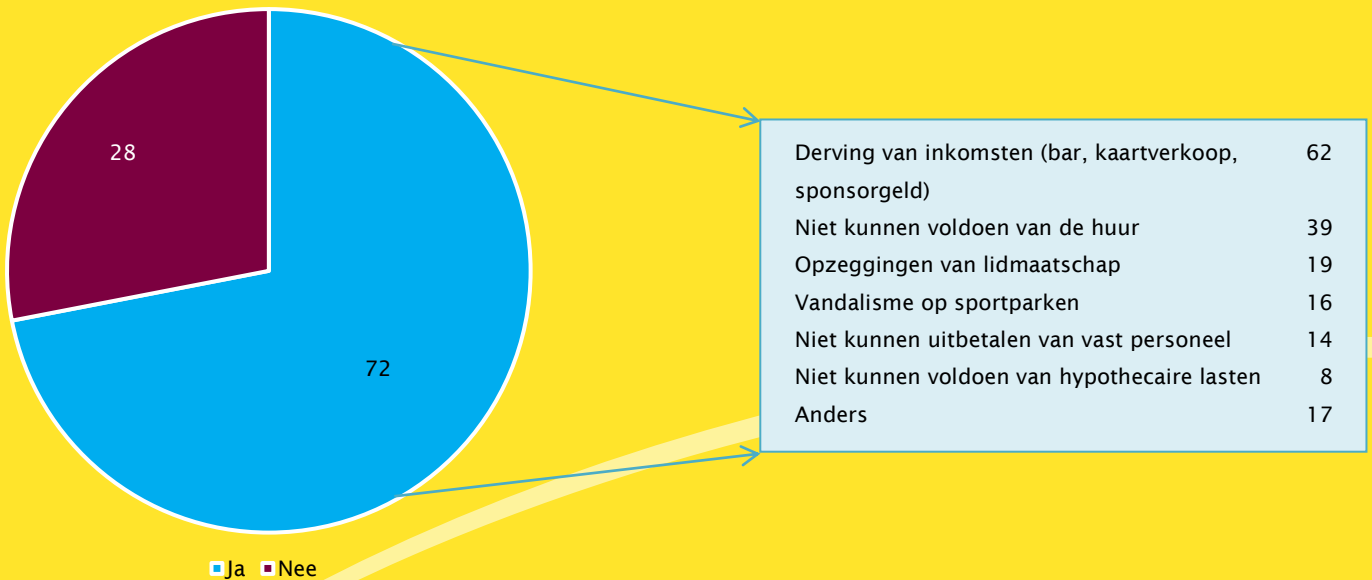 28
72
Ja Nee
Derving van inkomsten (bar, kaartverkoop, 62
sponsorgeld)
Niet kunnen voldoen van de huur 39
Opzeggingen van lidmaatschap 19
Vandalisme op sportparken 16
Niet kunnen uitbetalen van vast personeel 14
Niet kunnen voldoen van hypothecaire lasten 8
Anders 17